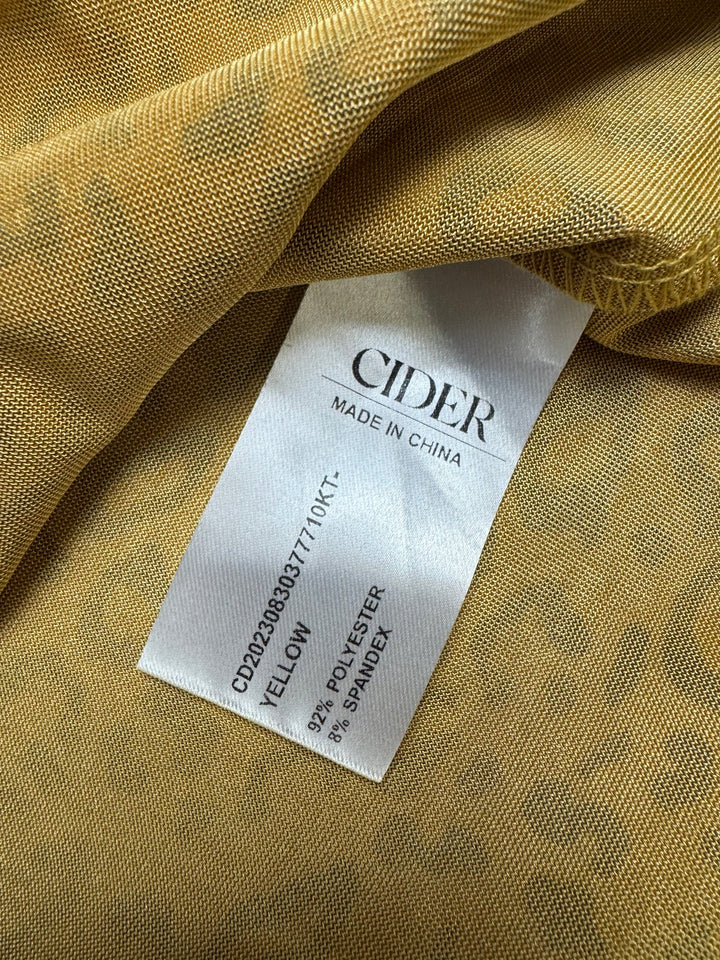 CIDER
MADE IN CHINA
CD20230830377710KT-
YELLOW
92% POLYESTER
8% SPANDEX